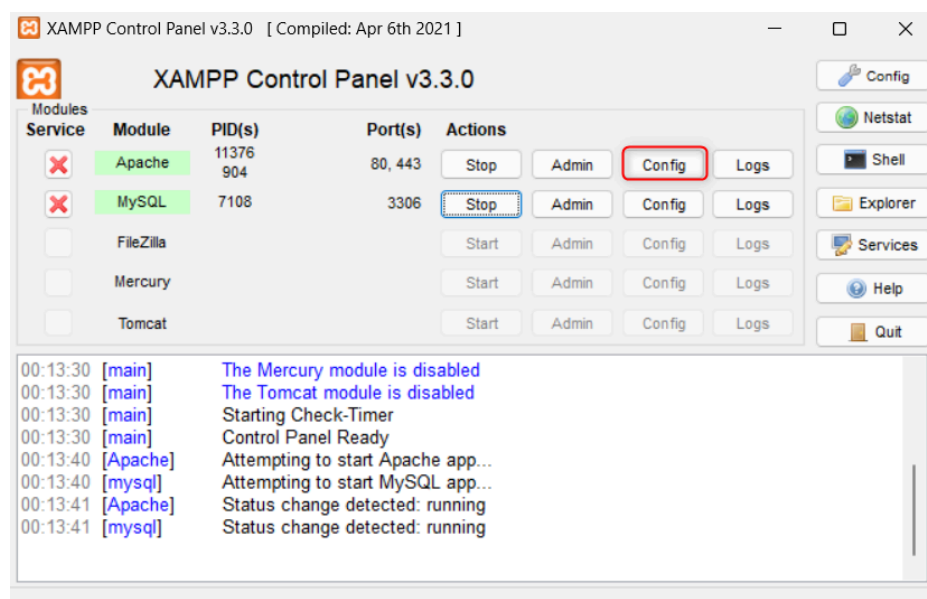 XAMPP Control Panel v3.3.0 [ Compiled: Apr 6th 2021 ]
XAMPP Control Panel v3.3.0
Config
Modules
Service Module PID(s) Port(s) Actions
Netstat
Apache 11376 904 80, 443 Stop Admin Config Logs
Shell
MySQL 7108 3306 Stop Admin Config Logs
Explorer
FileZilla Start Admin Config Logs
Services
Mercury Start Admin Config Logs
Help
Tomcat Start Admin Config Logs
Quit
00:13:30 [main] The Mercury module is disabled
00:13:30 [main] The Tomcat module is disabled
00:13:30 [main] Starting Check-Timer
00:13:30 [main] Control Panel Ready
00:13:40 [Apache] Attempting to start Apache app...
00:13:40 [mysql] Attempting to start MySQL app...
00:13:41 [Apache] Status change detected: running
00:13:41 [mysql] Status change detected: running